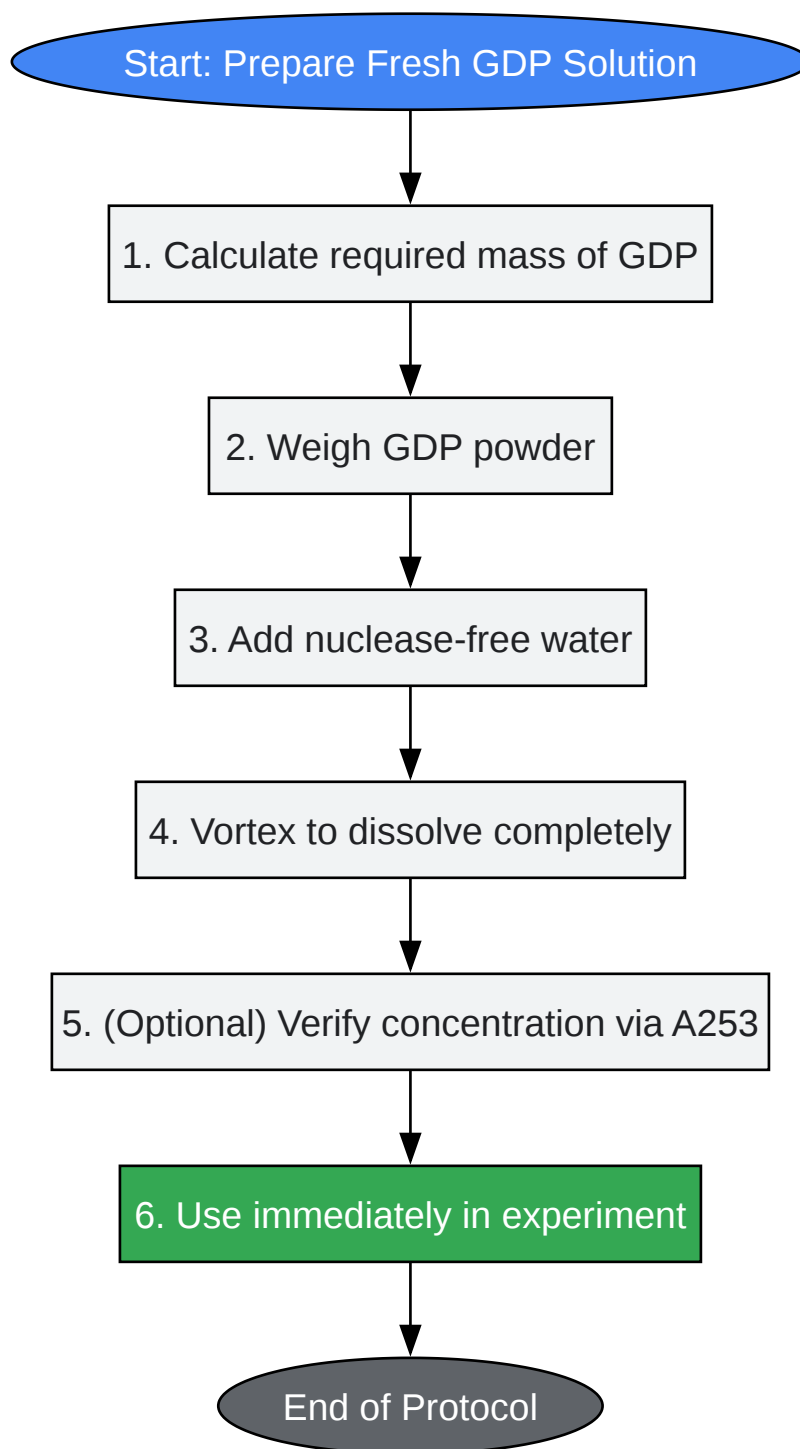 Start: Prepare Fresh GDP Solution
1. Calculate required mass of GDP
2. Weigh GDP powder
3. Add nuclease-free water
4. Vortex to dissolve completely
5. (Optional) Verify concentration via A253
6. Use immediately in experiment
End of Protocol